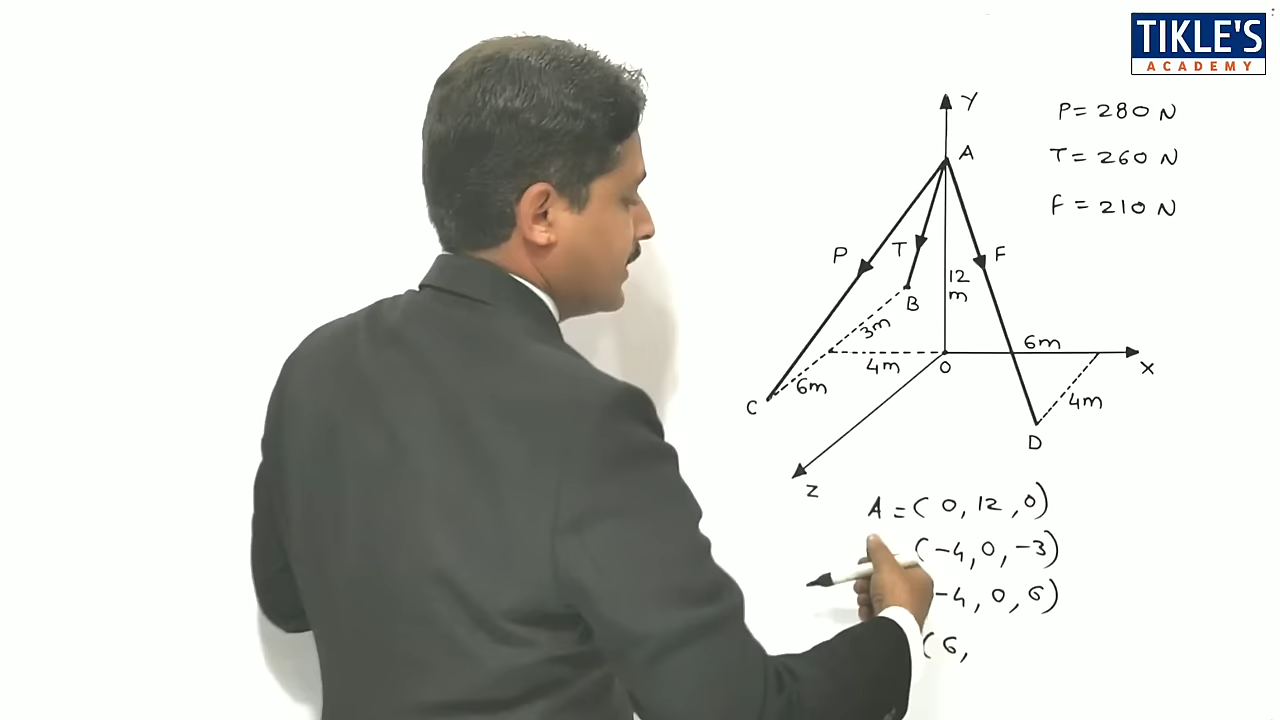 TIKLE'S
ACADEMY
Y
P = 280 N
A
T = 260 N
F = 210 N
P
T
F
12
m
B
3m
6m
4m
O
X
6m
4m
C
D
Z
A = ( 0, 12, 0)
(-4, 0, -3)
-4, 0, 6)
( 6,